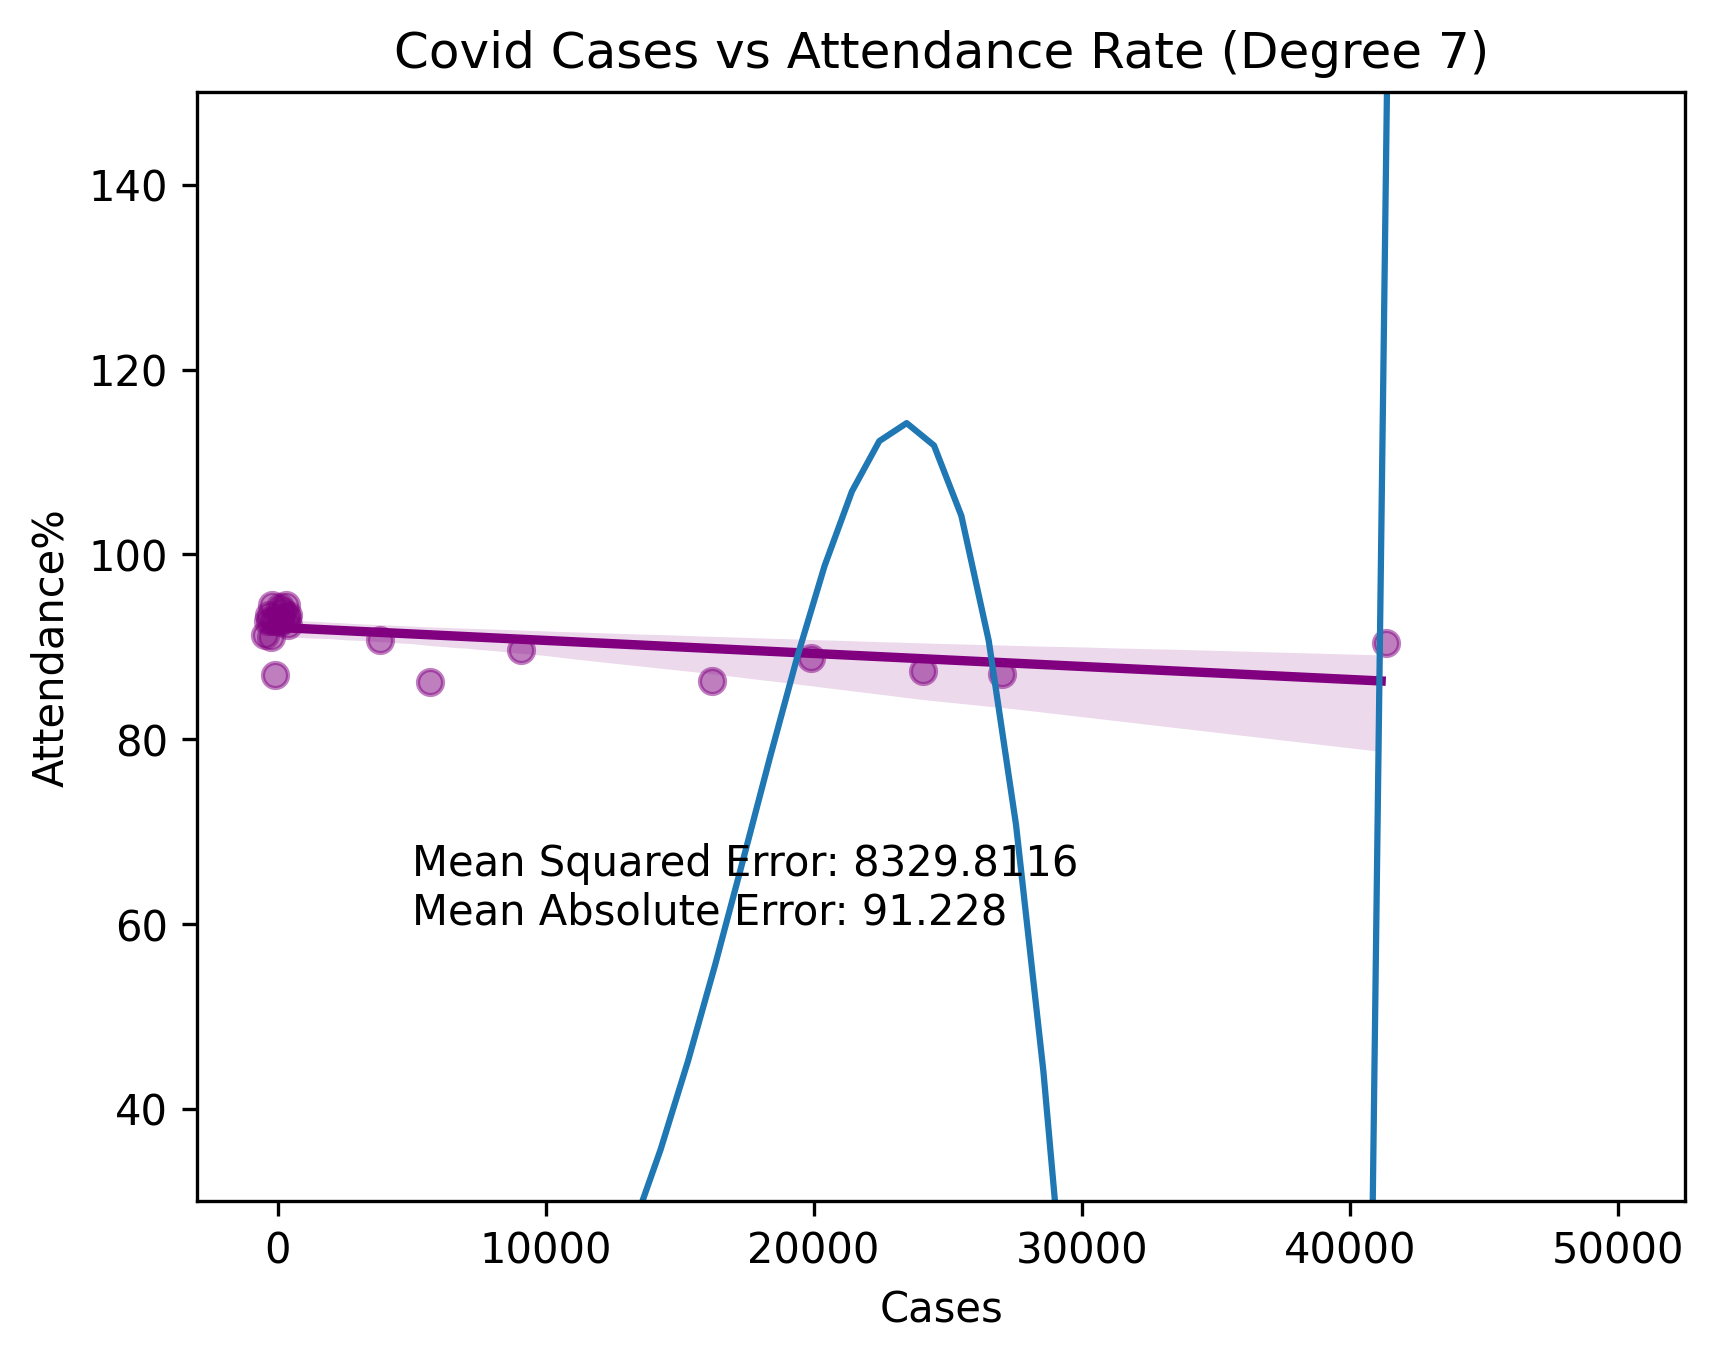 Covid Cases vs Attendance Rate (Degree 7)
Attendance%
140
120
100
80
60
40
Mean Squared Error: 8329.8116
Mean Absolute Error: 91.228
0 10000 20000 30000 40000 50000
Cases